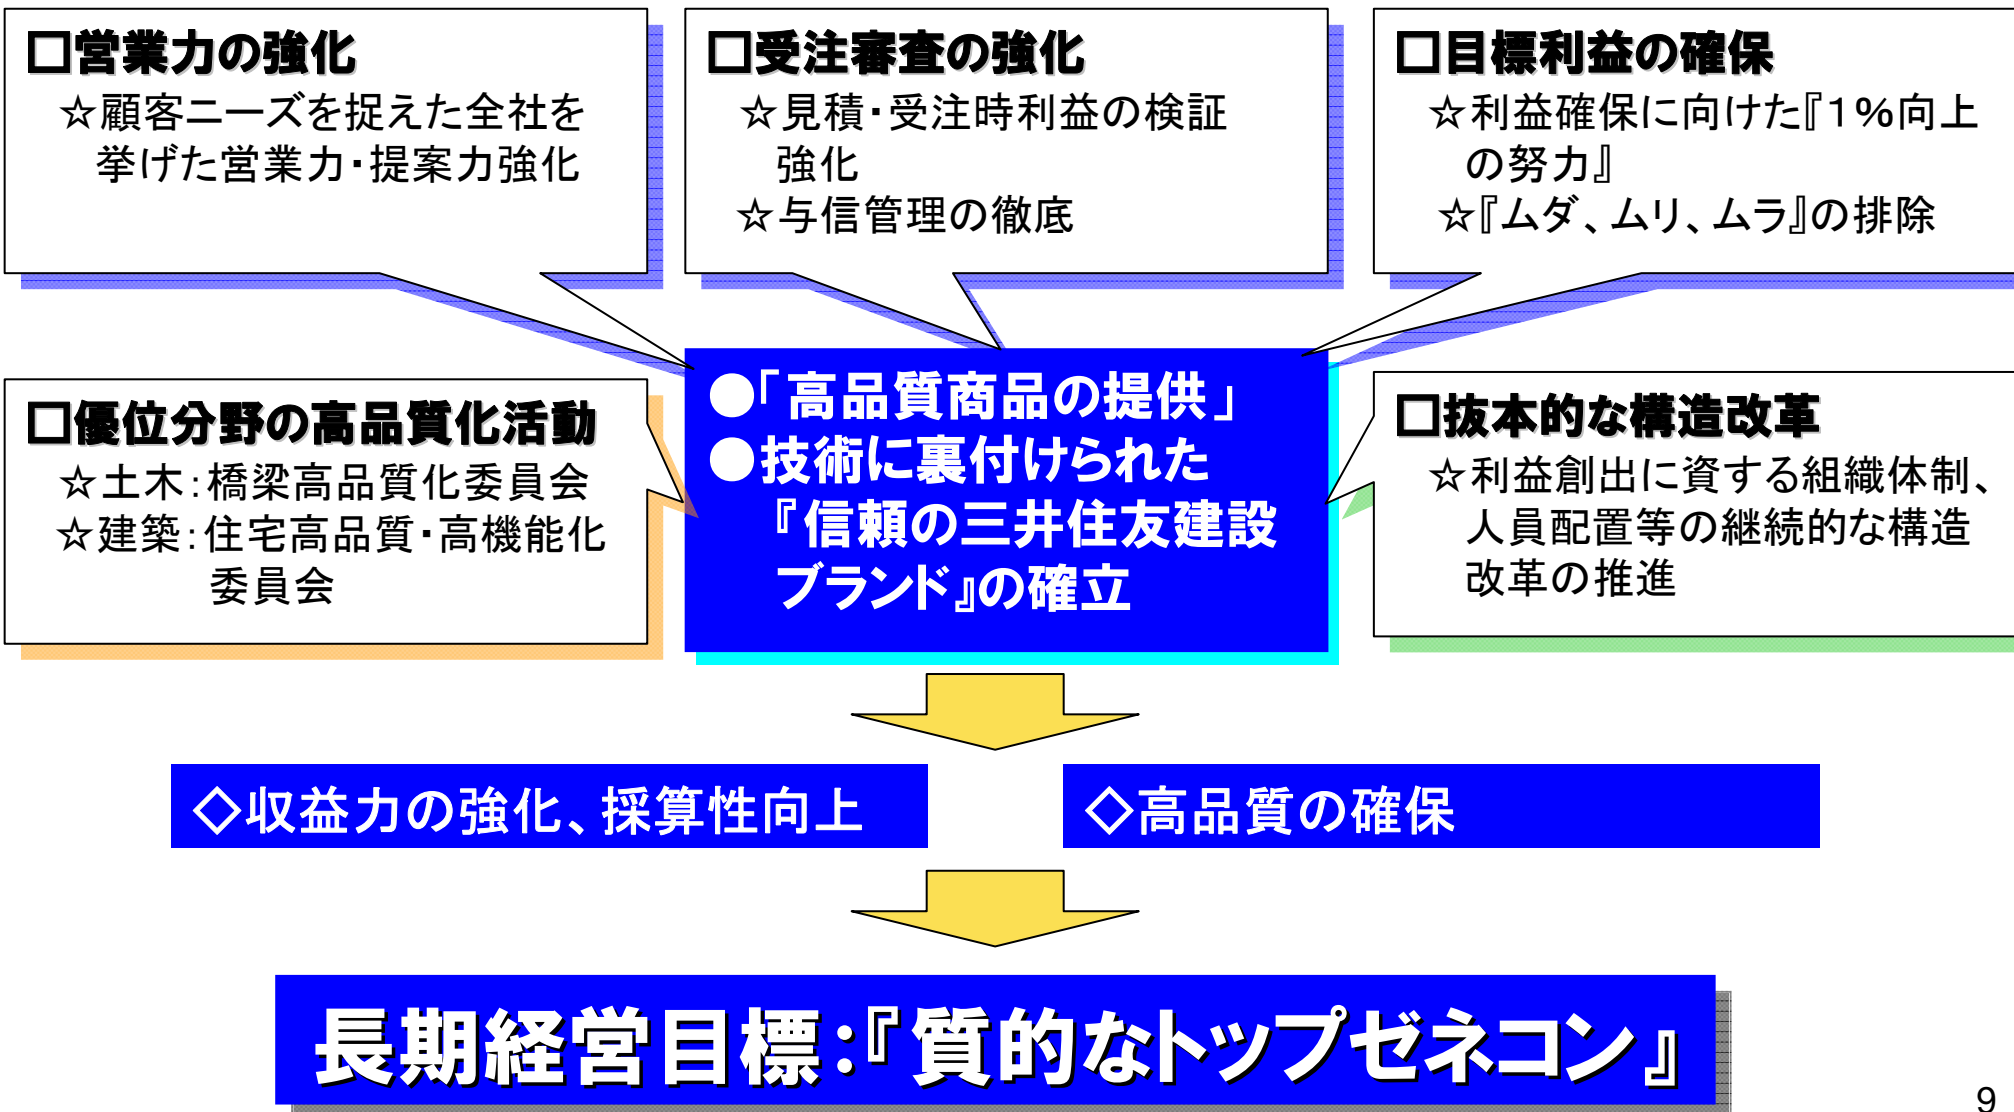 □営業力の強化
☆顧客ニーズを捉えた全社を
挙げた営業力・提案力強化
□受注審査の強化
☆見積・受注時利益の検証
強化
☆与信管理の徹底
□目標利益の確保
☆利益確保に向けた『1%向上
の努力』
☆『ムダ、ムリ、ムラ』の排除
□優位分野の高品質化活動
☆土木:橋梁高品質化委員会
☆建築:住宅高品質・高機能化
委員会
●「高品質商品の提供」
●技術に裏付けられた
『信頼の三井住友建設
ブランド』の確立
□抜本的な構造改革
☆利益創出に資する組織体制、
人員配置等の継続的な構造
改革の推進
◇収益力の強化、採算性向上
◇高品質の確保
長期経営目標:『質的なトップゼネコン』
9